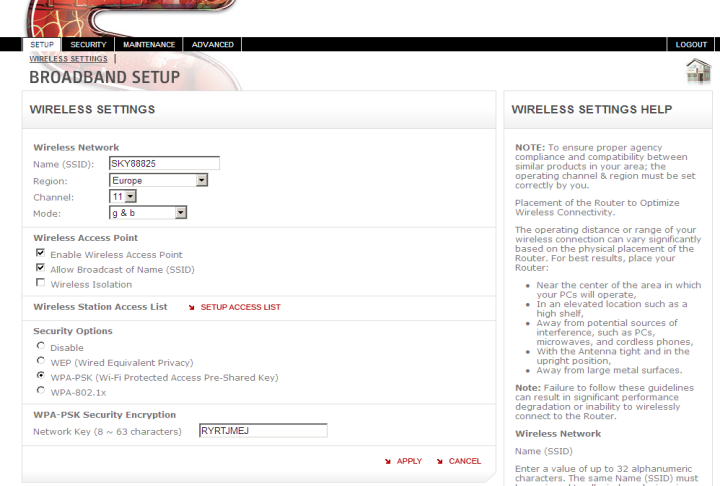 SETUP SECURITY MAINTENANCE ADVANCED LOGOUT
WIRELESS SETTINGS |
BROADBAND SETUP
WIRELESS SETTINGS
Wireless Network
Name (SSID): SKY88825
Region: Europe
Channel: 11
Mode: g & b
Wireless Access Point
Enable Wireless Access Point
Allow Broadcast of Name (SSID)
Wireless Isolation
Wireless Station Access List SETUP ACCESS LIST
Security Options
Disable
WEP (Wired Equivalent Privacy)
WPA-PSK (Wi-Fi Protected Access Pre-Shared Key)
WPA-802.1x
WPA-PSK Security Encryption
Network Key (8 ~ 63 characters) RYRTJMEJ
APPLY CANCEL
WIRELESS SETTINGS HELP
NOTE: To ensure proper agency
compliance and compatibility between
similar products in your area; the
operating channel & region must be set
correctly by you.
Placement of the Router to Optimize
Wireless Connectivity.
The operating distance or range of your
wireless connection can vary significantly
based on the physical placement of the
Router. For best results, place your
Router:
• Near the center of the area in which
your PCs will operate,
• In an elevated location such as a
high shelf,
• Away from potential sources of
interference, such as PCs,
microwaves, and cordless phones,
• With the Antenna tight and in the
upright position,
• Away from large metal surfaces.
Note: Failure to follow these guidelines
can result in significant performance
degradation or inability to wirelessly
connect to the Router.
Wireless Network
Name (SSID)
Enter a value of up to 32 alphanumeric
characters. The same Name (SSID) must